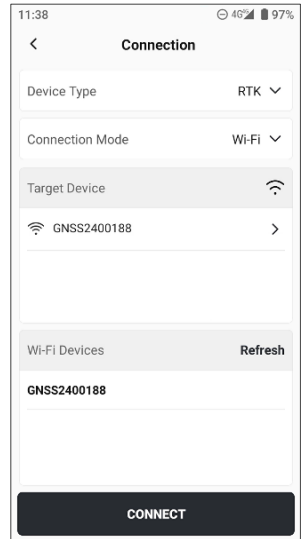 11:38 4G 97%
Connection
Device Type RTK
Connection Mode Wi-Fi
Target Device
GNSS2400188
Wi-Fi Devices Refresh
GNSS2400188
CONNECT